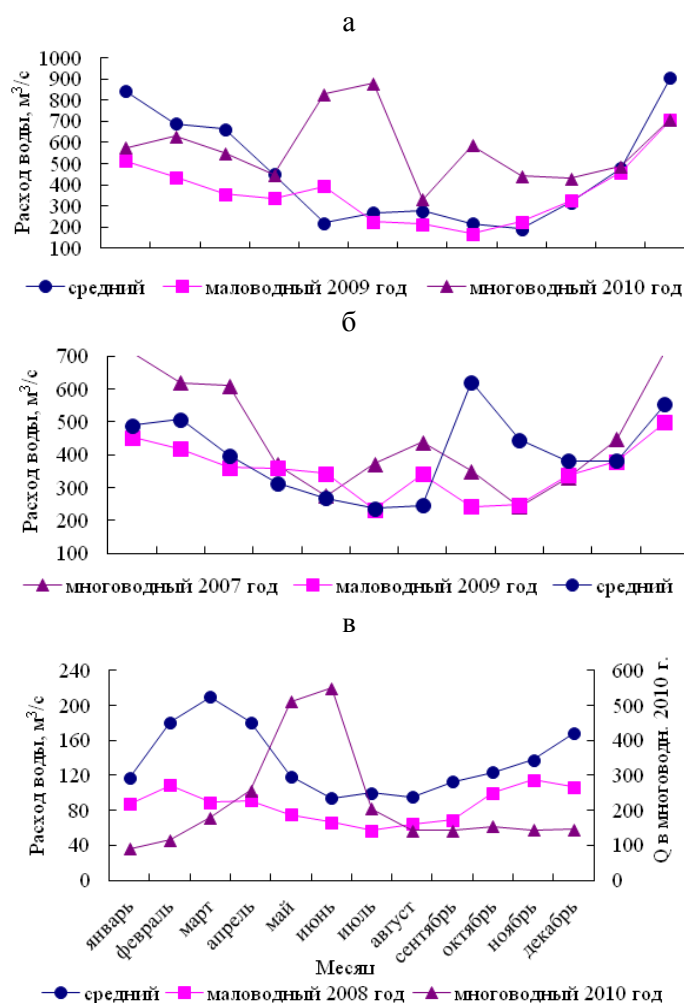 а
Расход воды, м³/с
1000
900
800
700
600
500
400
300
200
100
средний маловодный 2009 год многоводный 2010 год
б
Расход воды, м³/с
700
600
500
400
300
200
100
многоводный 2007 год маловодный 2009 год средний
в
Расход воды, м³/с
240
200
160
120
80
40
0
600
500
400
300
200
100
0
Q в многоводн. 2010 г.
январь
февраль
март
апрель
май
июнь
июль
август
сентябрь
октябрь
ноябрь
декабрь
Месяц
средний маловодный 2008 год многоводный 2010 год